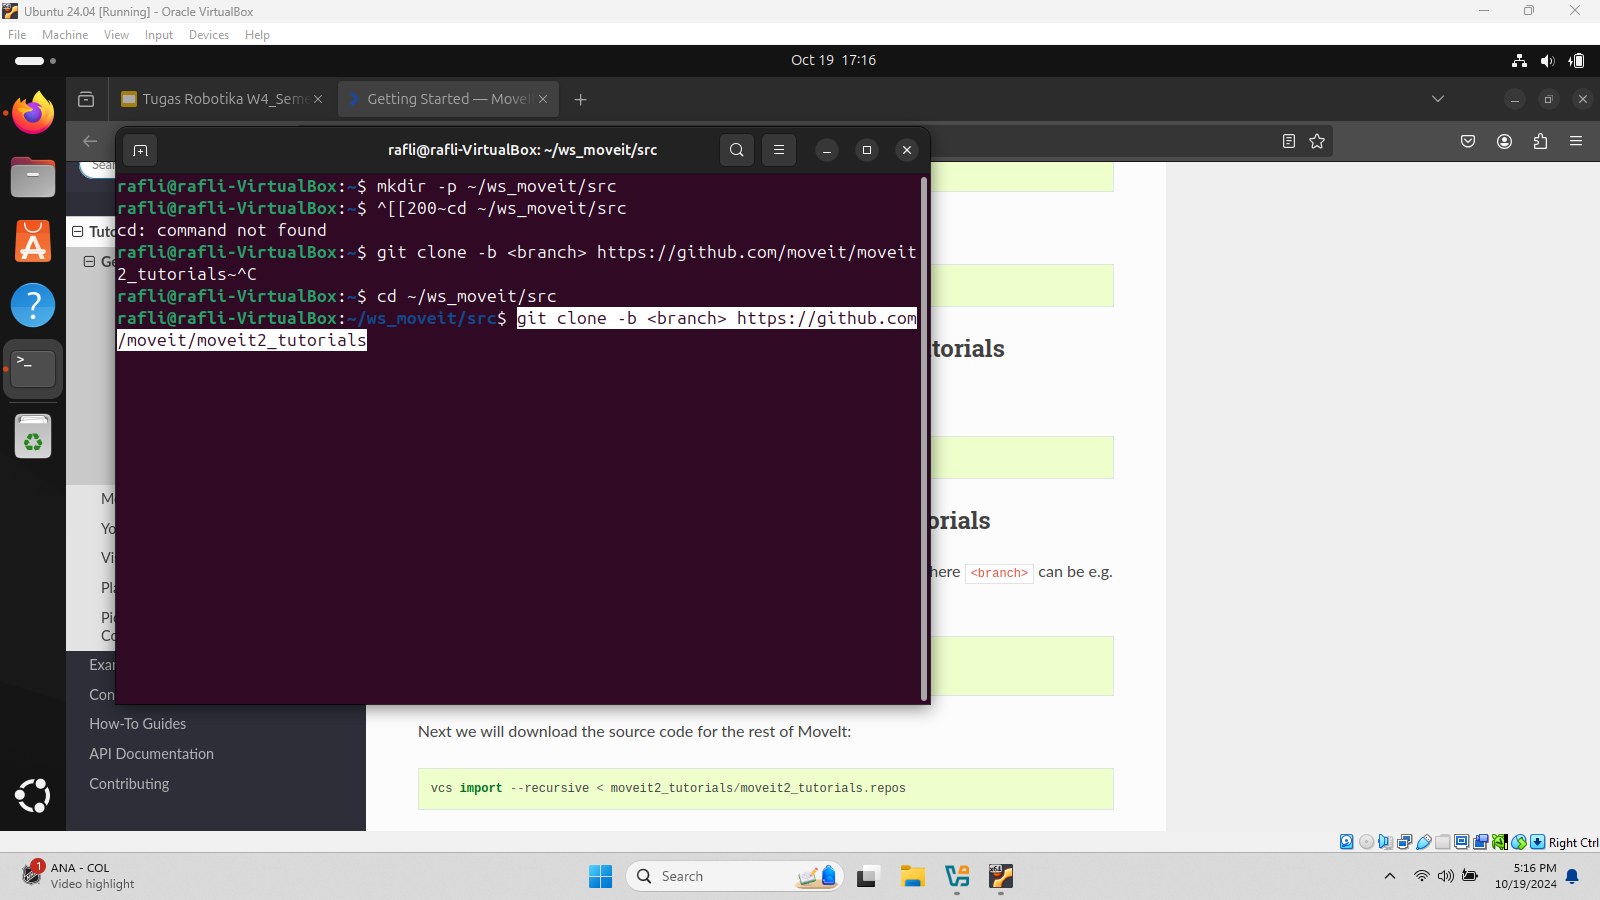 Ubuntu 24.04 [Running] - Oracle VirtualBox
File Machine View Input Devices Help
Oct 19 17:16
Tugas Robotika W4_Seme
Getting Started — MoveI
rafli@rafli-VirtualBox: ~/ws_moveit/src
rafli@rafli-VirtualBox:~$ mkdir -p ~/ws_moveit/src
rafli@rafli-VirtualBox:~$ ^[[200~cd ~/ws_moveit/src
cd: command not found
rafli@rafli-VirtualBox:~$ git clone -b <branch> https://github.com/moveit/moveit
2_tutorials~^C
rafli@rafli-VirtualBox:~$ cd ~/ws_moveit/src
rafli@rafli-VirtualBox:~/ws_moveit/src$ git clone -b <branch> https://github.com
/moveit/moveit2_tutorials
Sea
Tuto
Ge
M
Yo
Vi
Pla
Pic
Co
Exa
Con
How-To Guides
API Documentation
Contributing
torials
orials
here <branch> can be e.g.
Next we will download the source code for the rest of MoveIt:
vcs import --recursive < moveit2_tutorials/moveit2_tutorials.repos
Right Ctrl
1
ANA - COL
Video highlight
Search
5:16 PM
10/19/2024